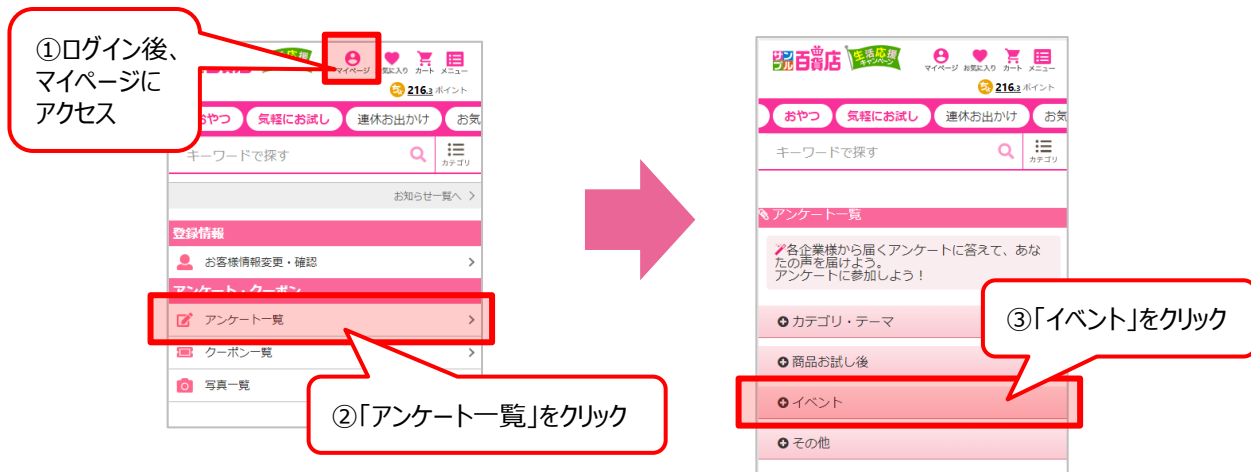 ①ログイン後、
マイページに
アクセス
マイページ
お気に入り
カート
メニュー
216.3 ポイント
おやつ
気軽にお試し
連休お出かけ
お気
キーワードで探す
カテゴリ
お知らせ一覧へ
登録情報
お客様情報変更・確認
アンケート・クーポン
アンケート一覧
クーポン一覧
写真一覧
②「アンケート一覧」をクリック
サンプル百貨店
生活応援
キャンペーン
マイページ
お気に入り
カート
メニュー
216.3 ポイント
おやつ
気軽にお試し
連休お出かけ
お気
キーワードで探す
カテゴリ
アンケート一覧
各企業様から届くアンケートに答えて、あな
たの声を届けよう。
アンケートに参加しよう！
カテゴリ・テーマ
商品お試し後
イベント
その他
③「イベント」をクリック